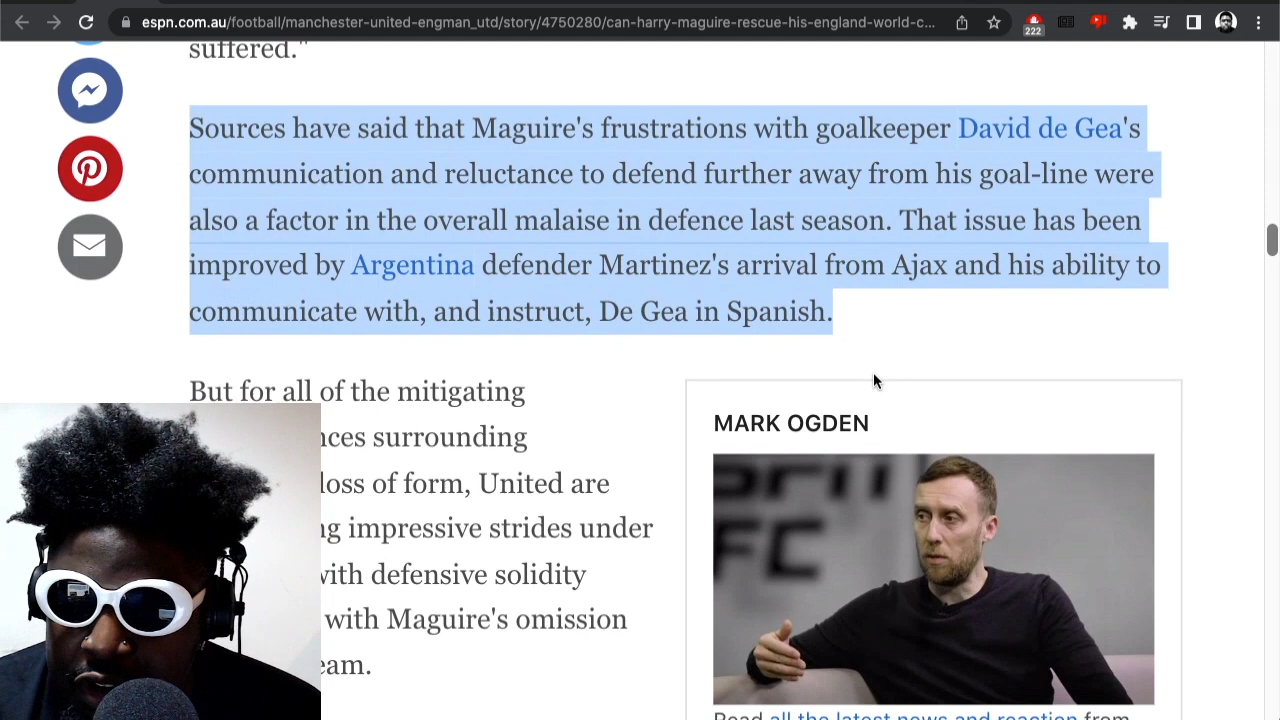 espn.com.au/football/manchester-united-engman_utd/story/4750280/can-harry-maguire-rescue-his-england-world-c...
222
suffered."
Sources have said that Maguire's frustrations with goalkeeper David de Gea's
communication and reluctance to defend further away from his goal-line were
also a factor in the overall malaise in defence last season. That issue has been
improved by Argentina defender Martinez's arrival from Ajax and his ability to
communicate with, and instruct, De Gea in Spanish.
But for all of the mitigating
nces surrounding
loss of form, United are
ng impressive strides under
with defensive solidity
with Maguire's omission
eam.
MARK OGDEN
FC
Read all the latest news and reaction from